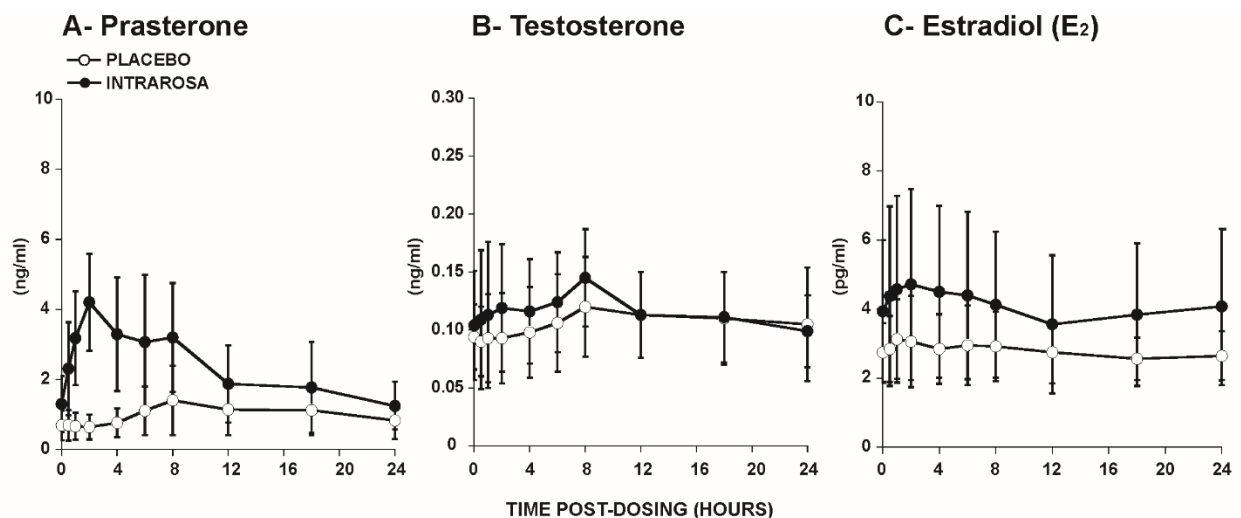 A- Prasterone
PLACEBO
INTRAROSA
(ng/ml)
10
8
6
4
2
0
0 4 8 12 16 20 24
B- Testosterone
(ng/ml)
0.30
0.25
0.20
0.15
0.10
0.05
0
0 4 8 12 16 20 24
C- Estradiol (E₂)
(pg/ml)
10
8
6
4
2
0
0 4 8 12 16 20 24
TIME POST-DOSING (HOURS)